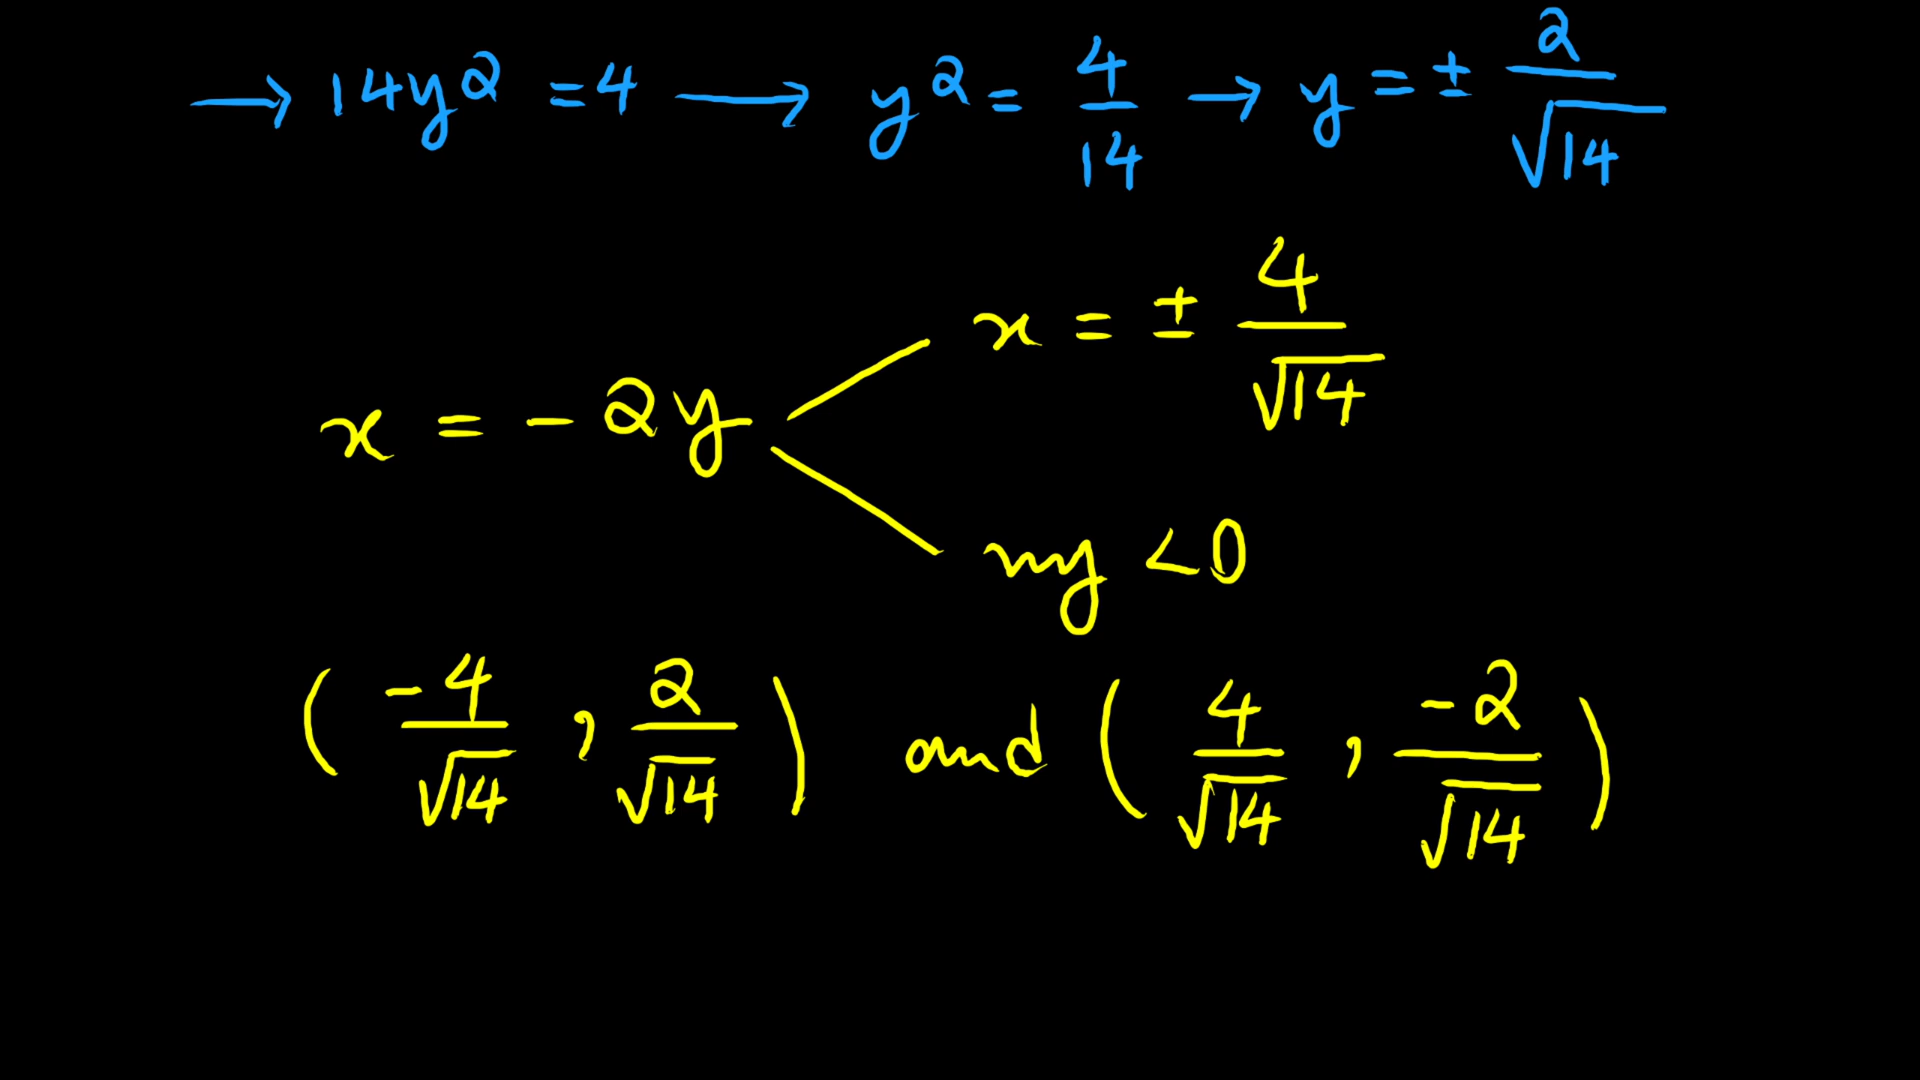 → 14y² = 4 → y² = 4/14 → y = ± 2/√14
x = ± 4/√14
x = - 2y
xy < 0
( -4/√14 , 2/√14 ) and ( 4/√14 , -2/√14 )